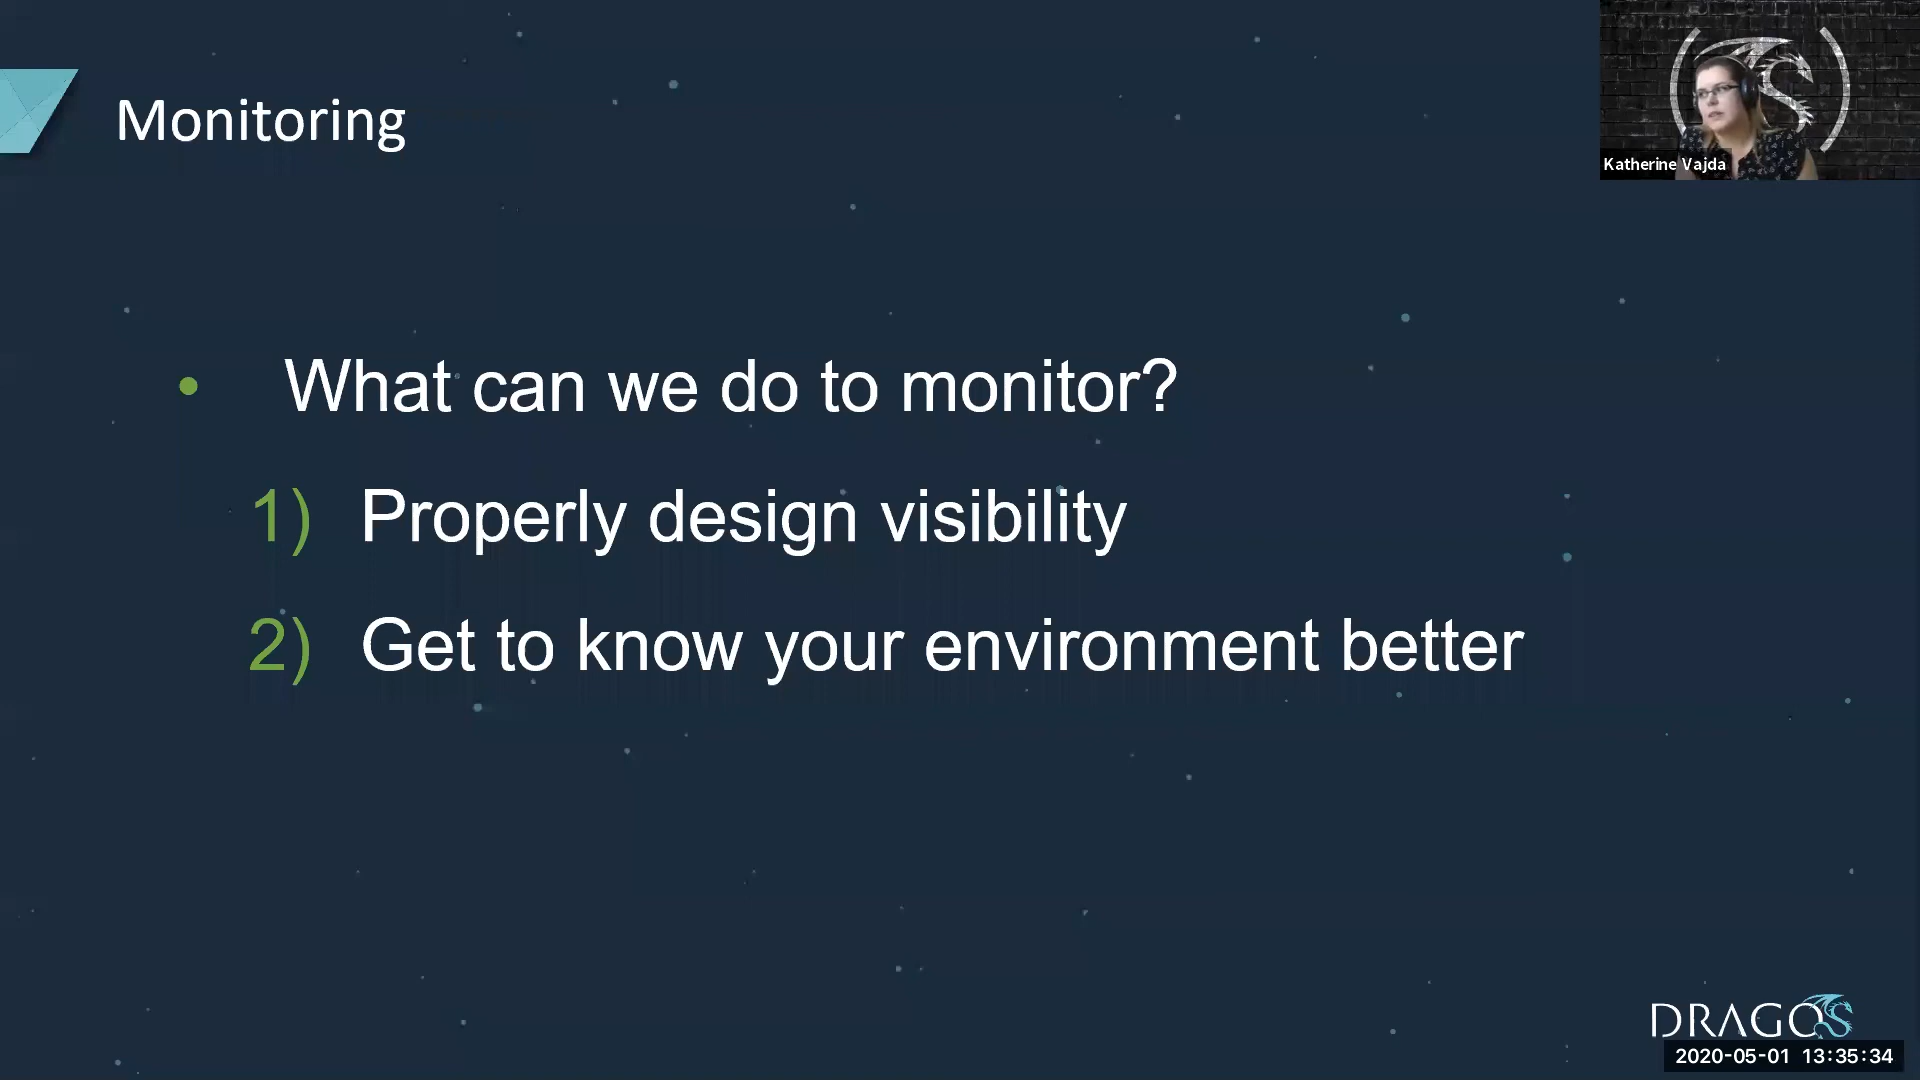 Monitoring
Katherine Vajda
• What can we do to monitor?
1) Properly design visibility
2) Get to know your environment better
DRAGOS
2020-05-01 13:35:34